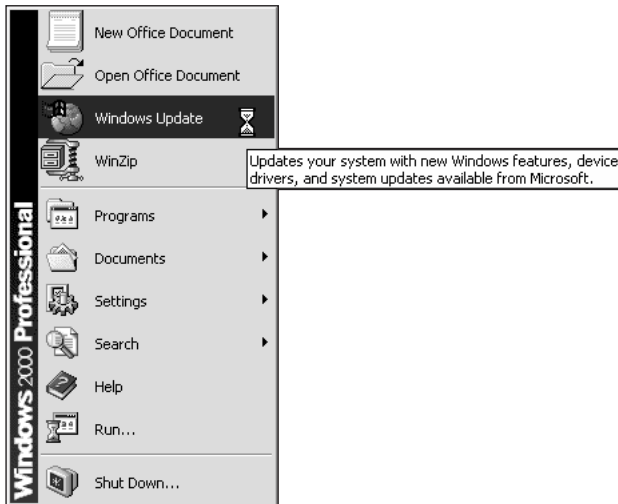 New Office Document
Open Office Document
Windows Update
WinZip
Updates your system with new Windows features, device
drivers, and system updates available from Microsoft.
Programs
Documents
Settings
Search
Help
Run...
Shut Down...
Windows 2000 Professional